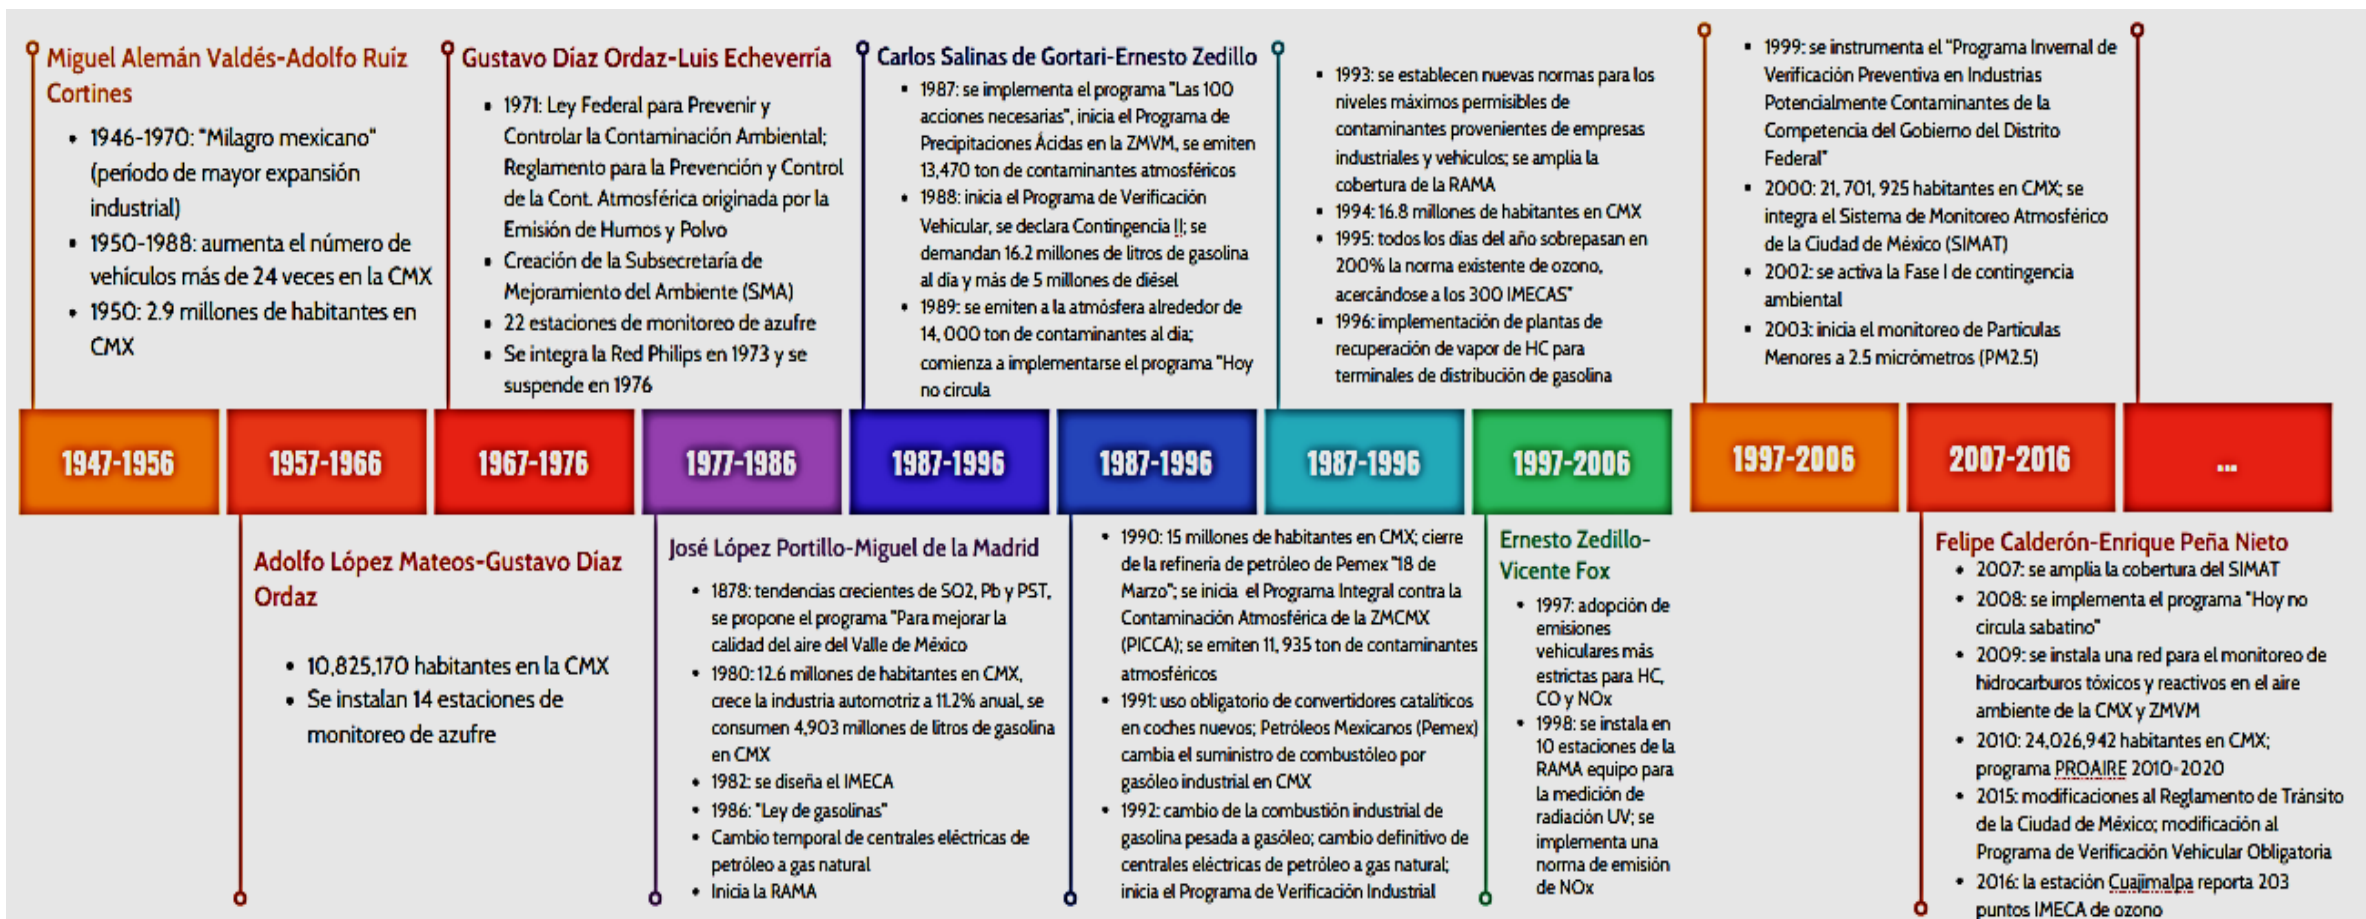 Miguel Alemán Valdés-Adolfo Ruíz
Cortines
• 1946-1970: "Milagro mexicano"
(período de mayor expansión
industrial)
• 1950-1988: aumenta el número de
vehículos más de 24 veces en la CMX
• 1950: 2.9 millones de habitantes en
CMX
Gustavo Díaz Ordaz-Luis Echeverría
• 1971: Ley Federal para Prevenir y
Controlar la Contaminación Ambiental;
Reglamento para la Prevención y Control
de la Cont. Atmosférica originada por la
Emisión de Humos y Polvo
• Creación de la Subsecretaría de
Mejoramiento del Ambiente (SMA)
• 22 estaciones de monitoreo de azufre
• Se integra la Red Philips en 1973 y se
suspende en 1976
Carlos Salinas de Gortari-Ernesto Zedillo
• 1987: se implementa el programa "Las 100
acciones necesarias", inicia el Programa de
Precipitaciones Ácidas en la ZMVM, se emiten
13,470 ton de contaminantes atmosféricos
• 1988: inicia el Programa de Verificación
Vehicular, se declara Contingencia II; se
demandan 16.2 millones de litros de gasolina
al día y más de 5 millones de diésel
• 1989: se emiten a la atmósfera alrededor de
14, 000 ton de contaminantes al día;
comienza a implementarse el programa "Hoy
no circula
• 1993: se establecen nuevas normas para los
niveles máximos permisibles de
contaminantes provenientes de empresas
industriales y vehículos; se amplia la
cobertura de la RAMA
• 1994: 16.8 millones de habitantes en CMX
• 1995: todos los días del año sobrepasan en
200% la norma existente de ozono,
acercándose a los 300 IMECAS"
• 1996: implementación de plantas de
recuperación de vapor de HC para
terminales de distribución de gasolina
• 1999: se instrumenta el "Programa Invernal de
Verificación Preventiva en Industrias
Potencialmente Contaminantes de la
Competencia del Gobierno del Distrito
Federal"
• 2000: 21, 701, 925 habitantes en CMX; se
integra el Sistema de Monitoreo Atmosférico
de la Ciudad de México (SIMAT)
• 2002: se activa la Fase I de contingencia
ambiental
• 2003: inicia el monitoreo de Partículas
Menores a 2.5 micrómetros (PM2.5)
1947-1956
1957-1966
1967-1976
1977-1986
1987-1996
1987-1996
1987-1996
1997-2006
1997-2006
2007-2016
...
Adolfo López Mateos-Gustavo Díaz
Ordaz
• 10,825,170 habitantes en la CMX
• Se instalan 14 estaciones de
monitoreo de azufre
José López Portillo-Miguel de la Madrid
• 1878: tendencias crecientes de SO2, Pb y PST,
se propone el programa "Para mejorar la
calidad del aire del Valle de México
• 1980: 12.6 millones de habitantes en CMX,
crece la industria automotriz a 11.2% anual, se
consumen 4,903 millones de litros de gasolina
en CMX
• 1982: se diseña el IMECA
• 1986: "Ley de gasolinas"
• Cambio temporal de centrales eléctricas de
petróleo a gas natural
• Inicia la RAMA
• 1990: 15 millones de habitantes en CMX; cierre
de la refinería de petróleo de Pemex "18 de
Marzo"; se inicia el Programa Integral contra la
Contaminación Atmosférica de la ZMCMX
(PICCA); se emiten 11, 935 ton de contaminantes
atmosféricos
• 1991: uso obligatorio de convertidores catalíticos
en coches nuevos; Petróleos Mexicanos (Pemex)
cambia el suministro de combustóleo por
gasóleo industrial en CMX
• 1992: cambio de la combustión industrial de
gasolina pesada a gasóleo; cambio definitivo de
centrales eléctricas de petróleo a gas natural;
inicia el Programa de Verificación Industrial
Ernesto Zedillo-
Vicente Fox
• 1997: adopción de
emisiones
vehiculares más
estrictas para HC,
CO y NOx
• 1998: se instala en
10 estaciones de la
RAMA equipo para
la medición de
radiación UV; se
implementa una
norma de emisión
de NOx
Felipe Calderón-Enrique Peña Nieto
• 2007: se amplia la cobertura del SIMAT
• 2008: se implementa el programa "Hoy no
circula sabatino"
• 2009: se instala una red para el monitoreo de
hidrocarburos tóxicos y reactivos en el aire
ambiente de la CMX y ZMVM
• 2010: 24,026,942 habitantes en CMX;
programa PROAIRE 2010-2020
• 2015: modificaciones al Reglamento de Tránsito
de la Ciudad de México; modificación al
Programa de Verificación Vehicular Obligatoria
• 2016: la estación Cuajimalpa reporta 203
puntos IMECA de ozono